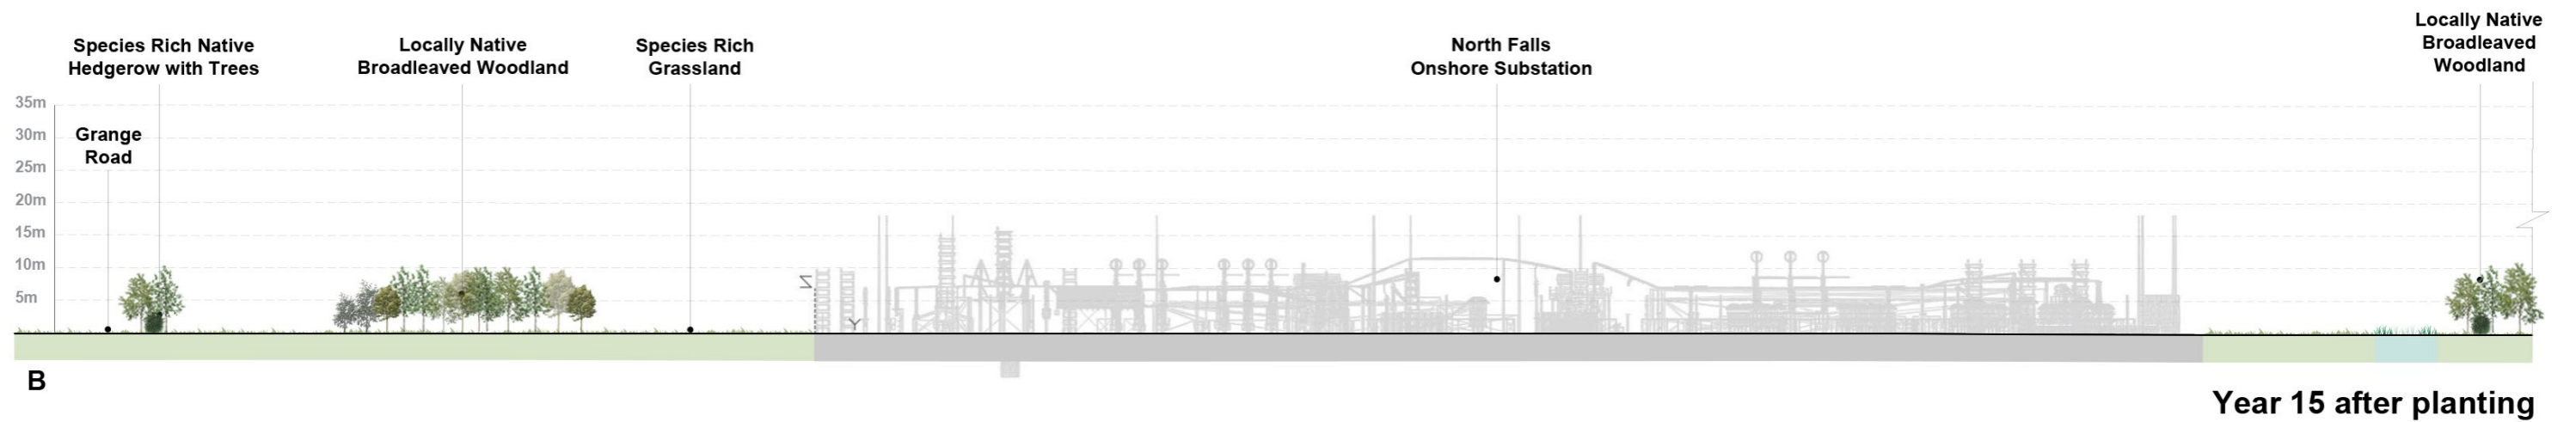 Species Rich Native
Hedgerow with Trees
Locally Native
Broadleaved Woodland
Species Rich
Grassland
North Falls
Onshore Substation
Locally Native
Broadleaved
Woodland
35m
30m
25m
20m
15m
10m
5m
Grange
Road
Z
Y
B
Year 15 after planting